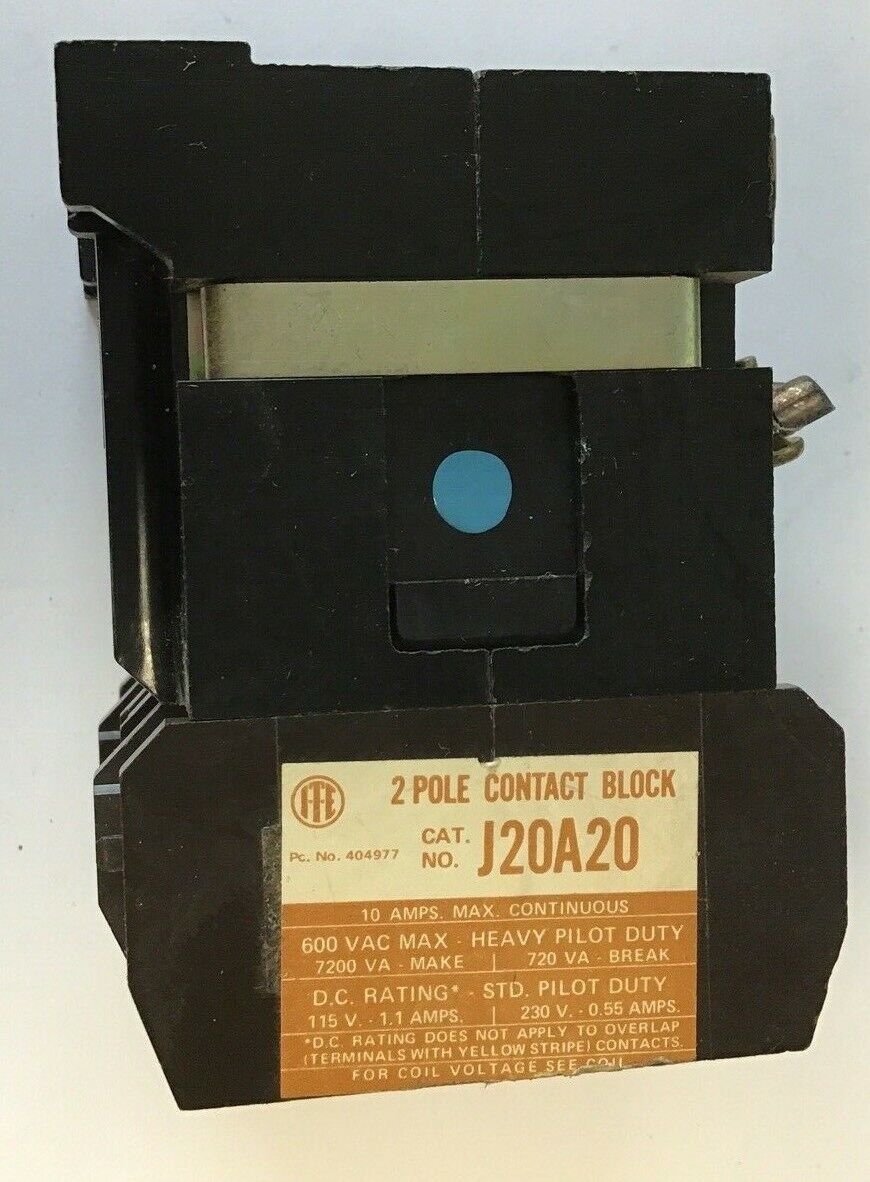 ITE
2 POLE CONTACT BLOCK
Pc. No. 404977
CAT. NO. J20A20
10 AMPS. MAX. CONTINUOUS
600 VAC MAX - HEAVY PILOT DUTY
7200 VA - MAKE | 720 VA - BREAK
D.C. RATING* - STD. PILOT DUTY
115 V. - 1.1 AMPS. | 230 V. - 0.55 AMPS.
*D.C. RATING DOES NOT APPLY TO OVERLAP
(TERMINALS WITH YELLOW STRIPE) CONTACTS.
FOR COIL VOLTAGE SEE COIL